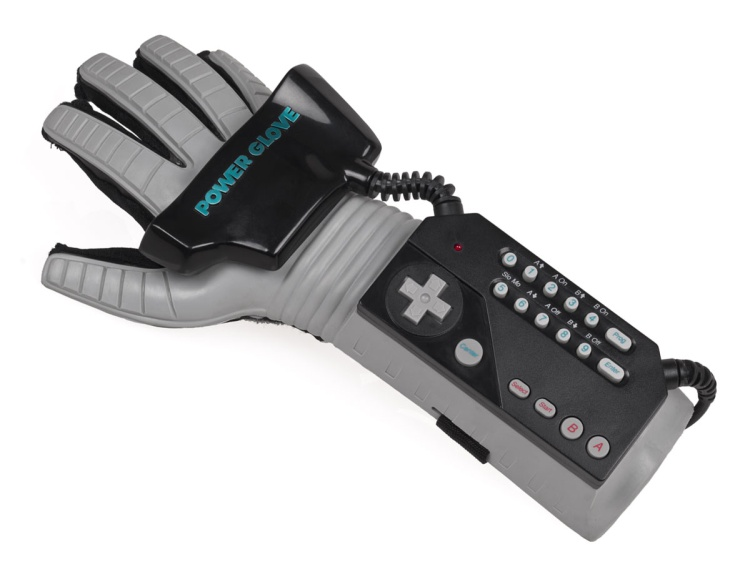 POWER GLOVE
0 1 2 3 4 Prog
A⬆ A On B⬆ B On
5 6 7 8 9 Enter
Slo Mo A⬇ A Off B⬇ B Off
Center
Select Start B A